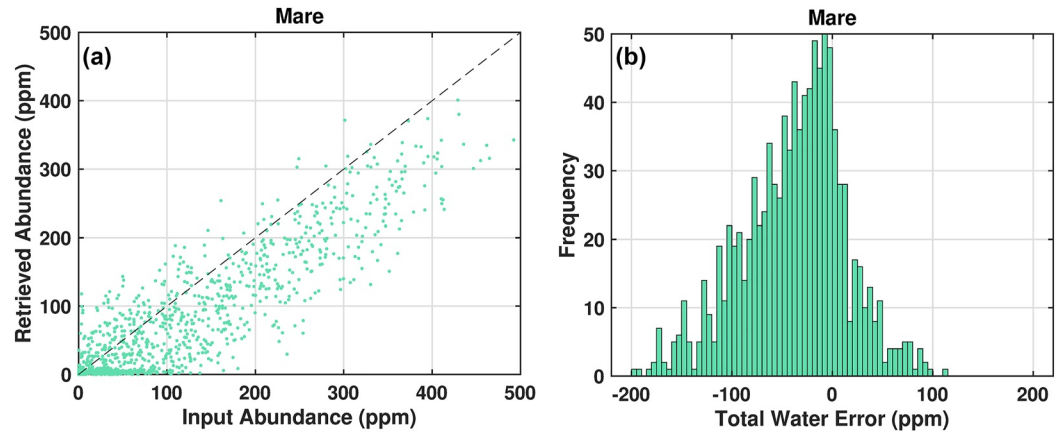 Mare
(a)
Retrieved Abundance (ppm)
500
400
300
200
100
0
0 100 200 300 400 500
Input Abundance (ppm)
Mare
(b)
Frequency
50
40
30
20
10
0
-200 -100 0 100 200
Total Water Error (ppm)